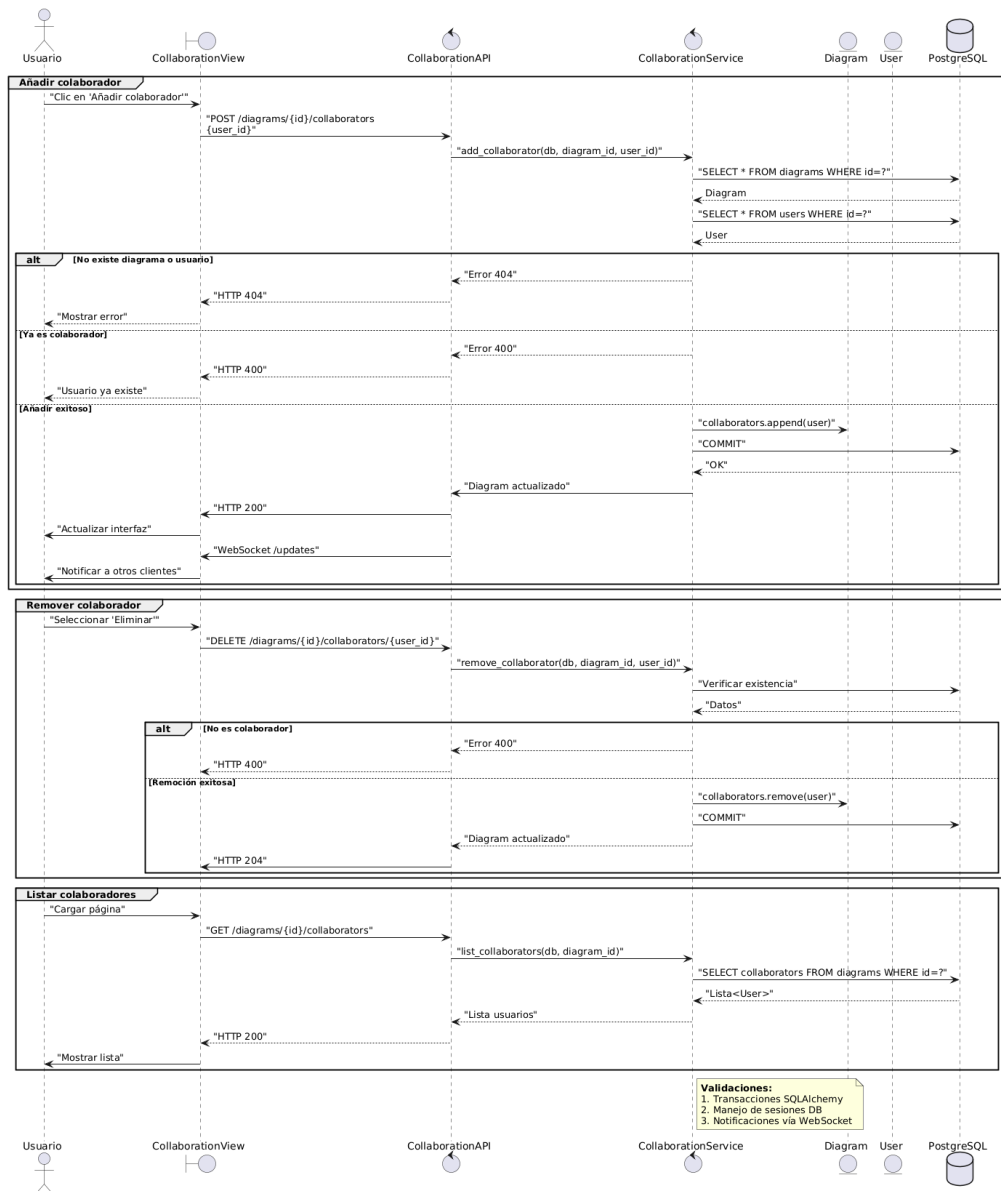 Usuario
CollaborationView
CollaborationAPI
CollaborationService
Diagram
User
PostgreSQL
Añadir colaborador
"Clic en 'Añadir colaborador'"
"POST /diagrams/{id}/collaborators
{user_id}"
"add_collaborator(db, diagram_id, user_id)"
"SELECT * FROM diagrams WHERE id=?"
Diagram
"SELECT * FROM users WHERE id=?"
User
alt
[No existe diagrama o usuario]
"Error 404"
"HTTP 404"
"Mostrar error"
[Ya es colaborador]
"Error 400"
"HTTP 400"
"Usuario ya existe"
[Añadir exitoso]
"collaborators.append(user)"
"COMMIT"
"OK"
"Diagram actualizado"
"HTTP 200"
"Actualizar interfaz"
"WebSocket /updates"
"Notificar a otros clientes"
Remover colaborador
"Seleccionar 'Eliminar'"
"DELETE /diagrams/{id}/collaborators/{user_id}"
"remove_collaborator(db, diagram_id, user_id)"
"Verificar existencia"
"Datos"
alt
[No es colaborador]
"Error 400"
"HTTP 400"
[Remoción exitosa]
"collaborators.remove(user)"
"COMMIT"
"Diagram actualizado"
"HTTP 204"
Listar colaboradores
"Cargar página"
"GET /diagrams/{id}/collaborators"
"list_collaborators(db, diagram_id)"
"SELECT collaborators FROM diagrams WHERE id=?"
"Lista<User>"
"Lista usuarios"
"HTTP 200"
"Mostrar lista"
Validaciones:
1. Transacciones SQLAlchemy
2. Manejo de sesiones DB
3. Notificaciones vía WebSocket
Usuario
CollaborationView
CollaborationAPI
CollaborationService
Diagram
User
PostgreSQL